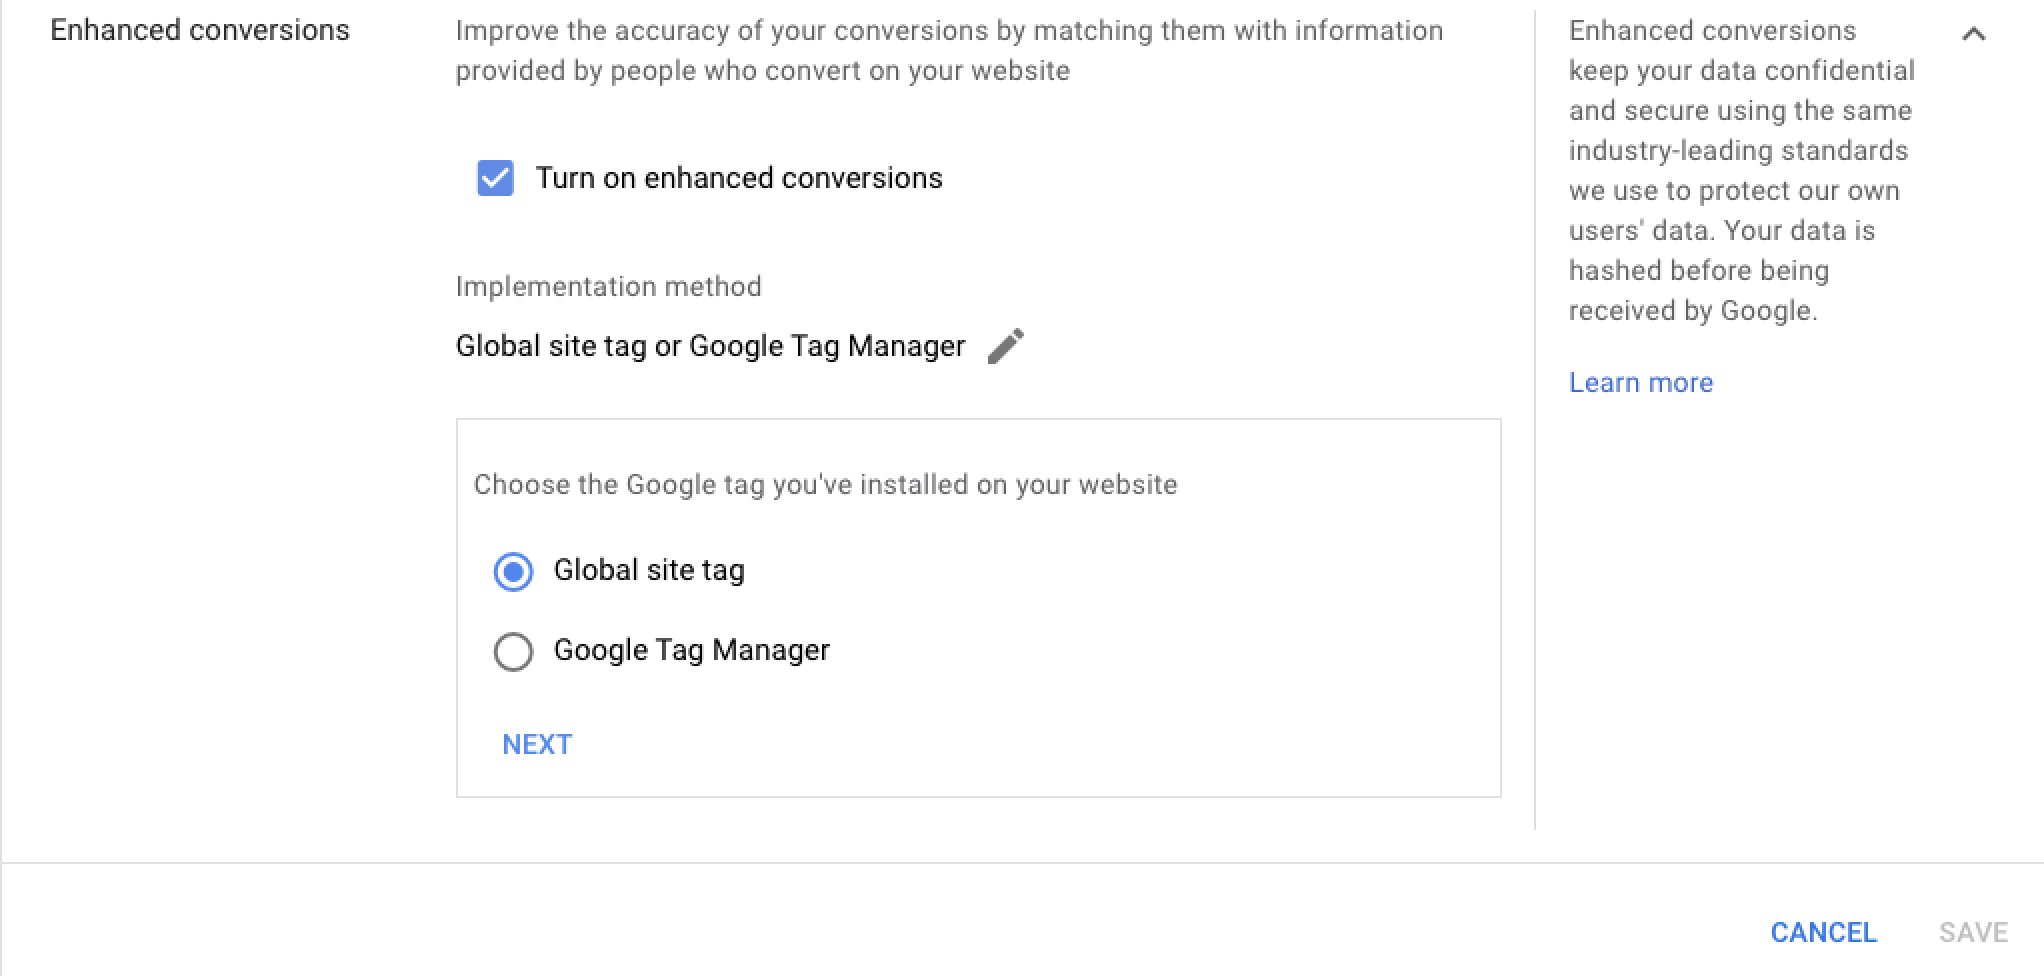 Enhanced conversions
Improve the accuracy of your conversions by matching them with information
provided by people who convert on your website
Turn on enhanced conversions
Implementation method
Global site tag or Google Tag Manager
Choose the Google tag you've installed on your website
Global site tag
Google Tag Manager
NEXT
Enhanced conversions
keep your data confidential
and secure using the same
industry-leading standards
we use to protect our own
users' data. Your data is
hashed before being
received by Google.
Learn more
CANCEL
SAVE